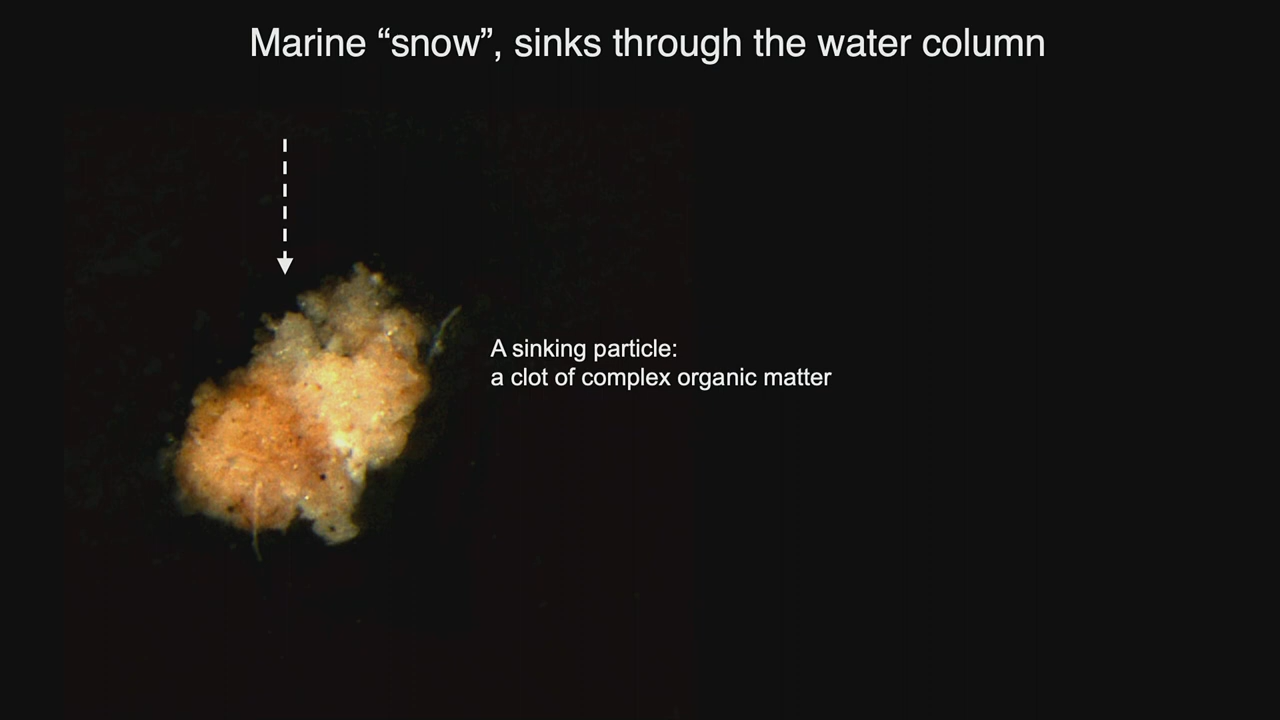 Marine “snow”, sinks through the water column
A sinking particle:
a clot of complex organic matter